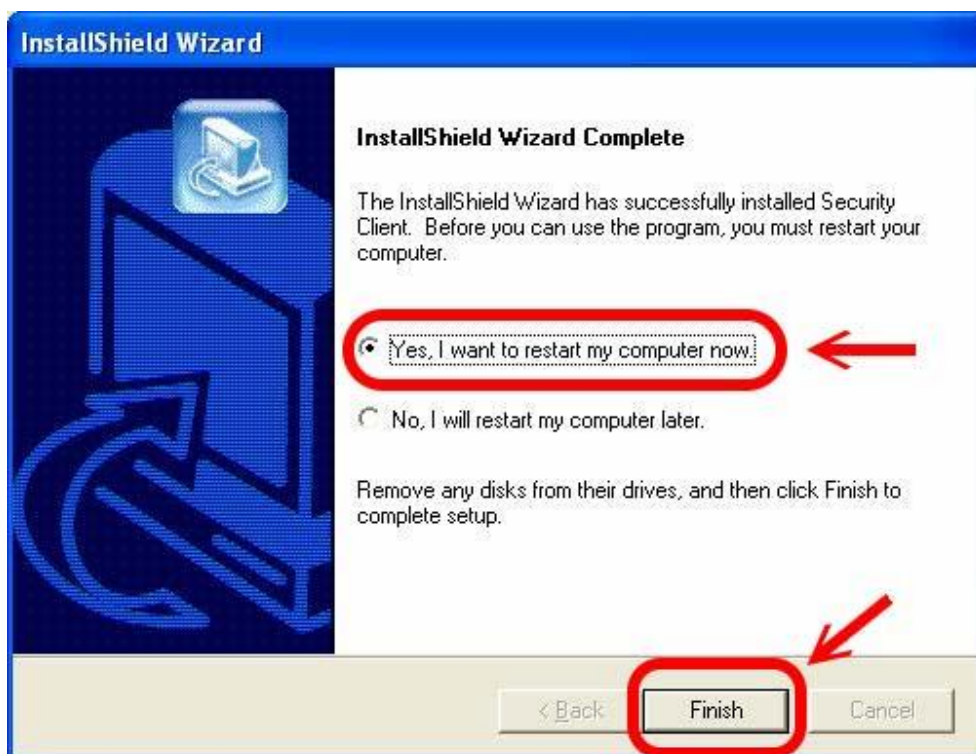 InstallShield Wizard
InstallShield Wizard Complete
The InstallShield Wizard has successfully installed Security
Client. Before you can use the program, you must restart your
computer.
Yes, I want to restart my computer now.
No, I will restart my computer later.
Remove any disks from their drives, and then click Finish to
complete setup.
< Back Finish Cancel